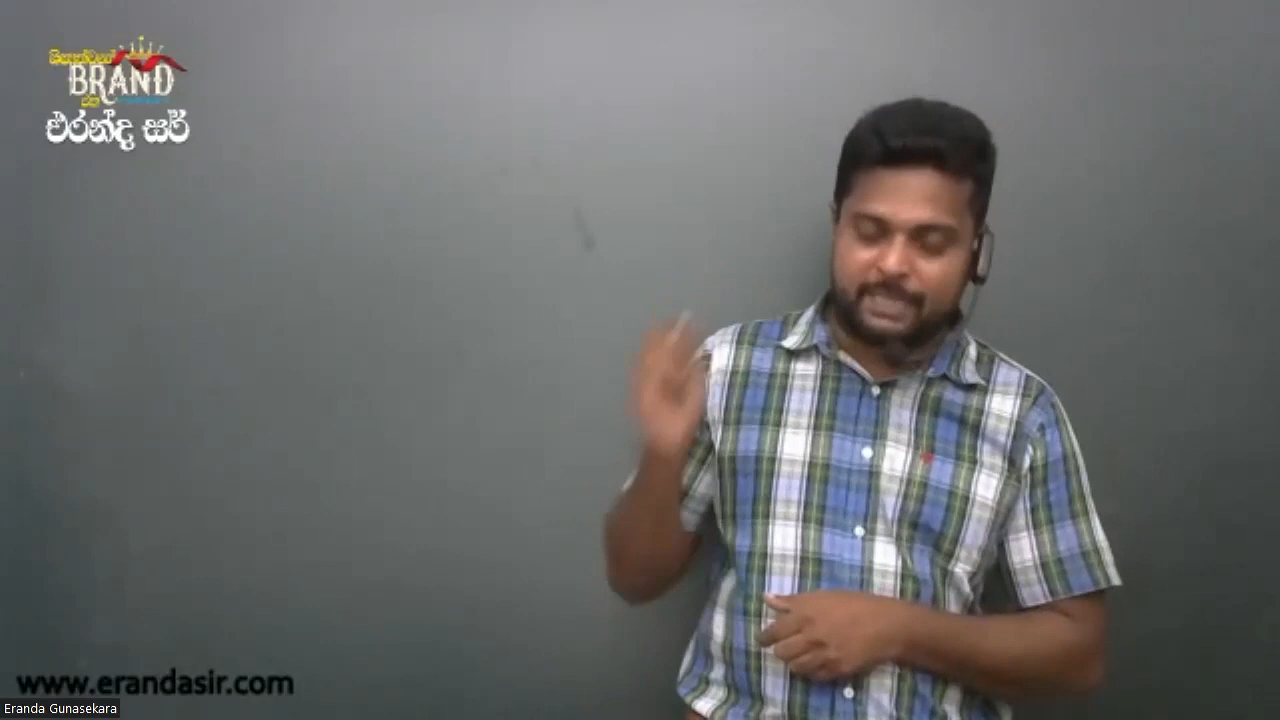 BRAND
එරන්ද සර්
www.erandasir.com
Eranda Gunasekara